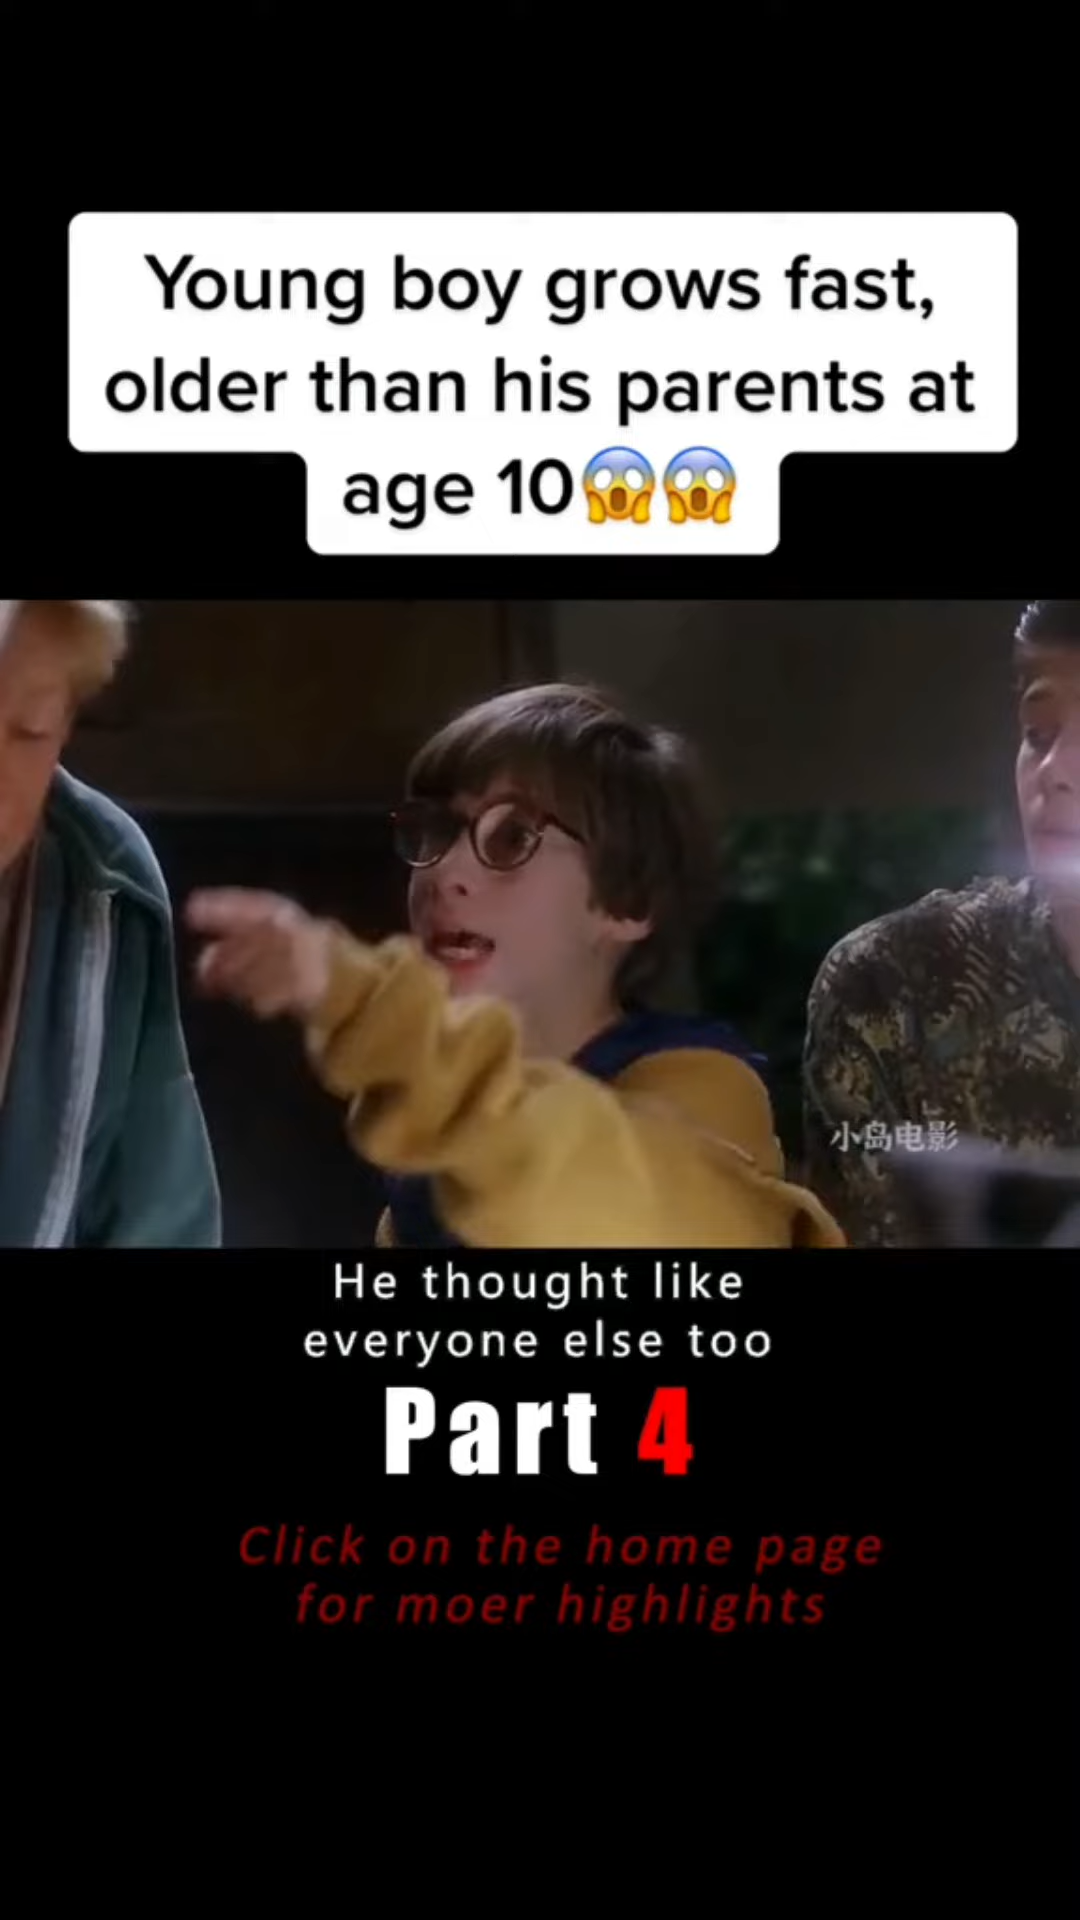 Young boy grows fast,
older than his parents at
age 10😱😱
小岛电影
He thought like
everyone else too
Part 4
Click on the home page
for moer highlights